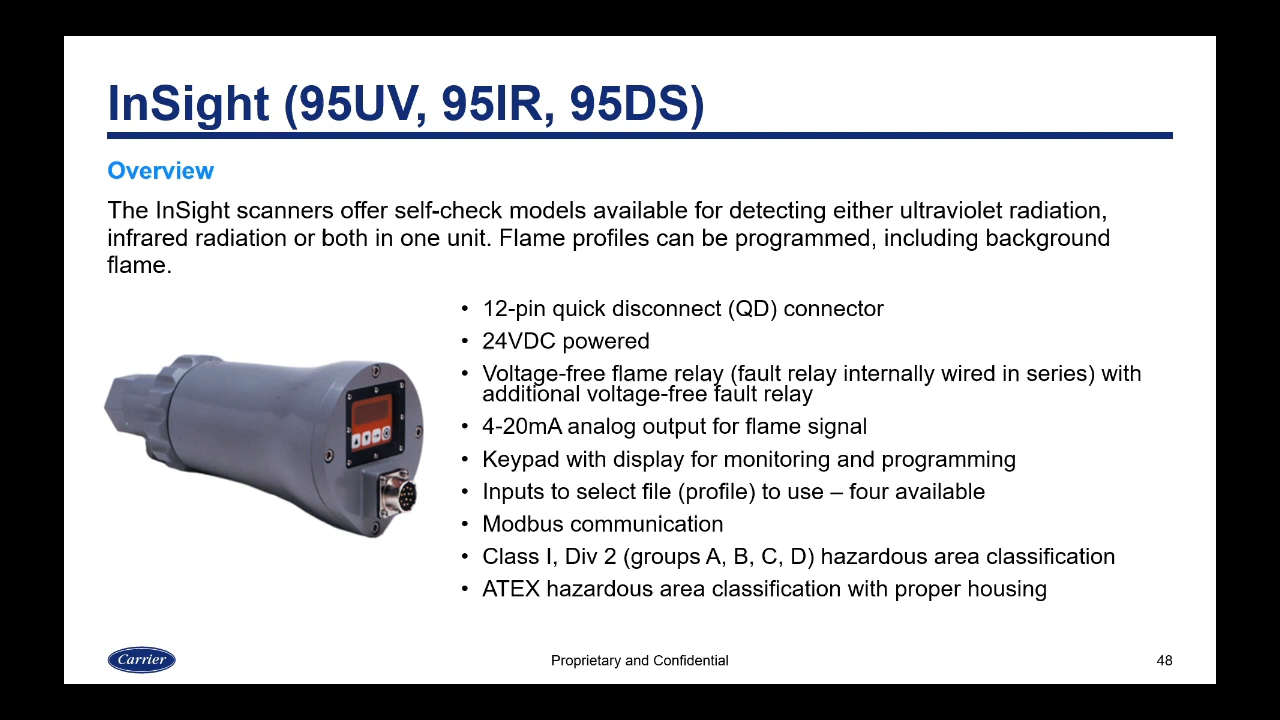 InSight (95UV, 95IR, 95DS)
Overview
The InSight scanners offer self-check models available for detecting either ultraviolet radiation,
infrared radiation or both in one unit. Flame profiles can be programmed, including background
flame.
• 12-pin quick disconnect (QD) connector
• 24VDC powered
• Voltage-free flame relay (fault relay internally wired in series) with
additional voltage-free fault relay
• 4-20mA analog output for flame signal
• Keypad with display for monitoring and programming
• Inputs to select file (profile) to use – four available
• Modbus communication
• Class I, Div 2 (groups A, B, C, D) hazardous area classification
• ATEX hazardous area classification with proper housing
Carrier
Proprietary and Confidential
48